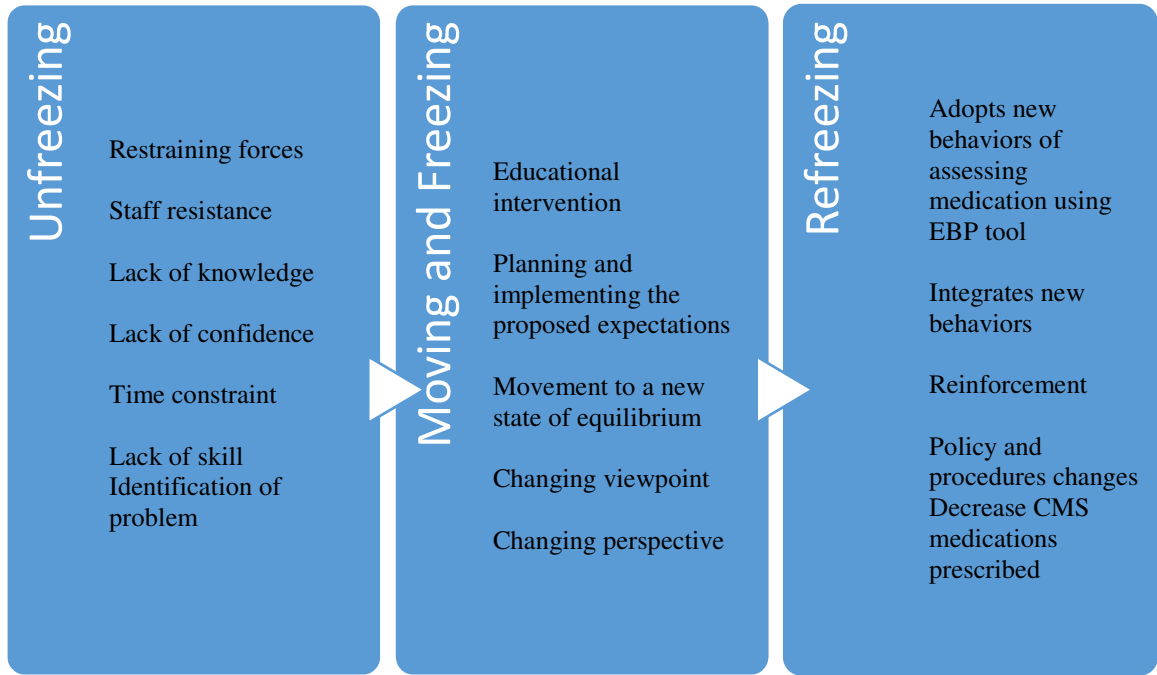 Unfreezing
Restraining forces
Staff resistance
Lack of knowledge
Lack of confidence
Time constraint
Lack of skill
Identification of
problem
Moving and Freezing
Educational
intervention
Planning and
implementing the
proposed expectations
Movement to a new
state of equilibrium
Changing viewpoint
Changing perspective
Refreezing
Adopts new
behaviors of
assessing
medication using
EBP tool
Integrates new
behaviors
Reinforcement
Policy and
procedures changes
Decrease CMS
medications
prescribed